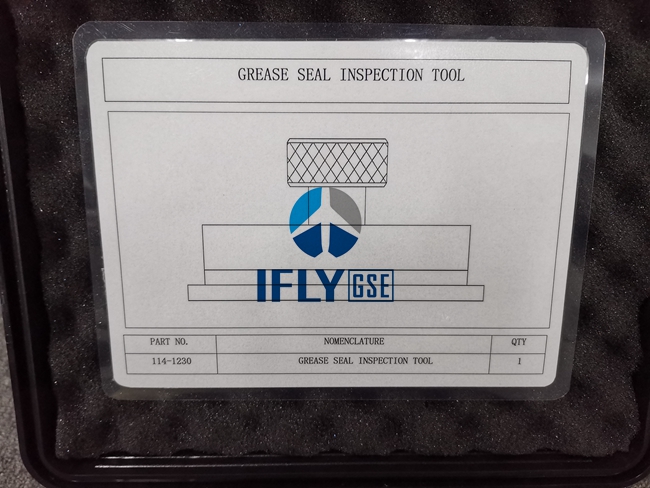 GREASE SEAL INSPECTION TOOL
IFLY GSE
PART NO. NOMENCLATURE QTY
114-1230 GREASE SEAL INSPECTION TOOL 1